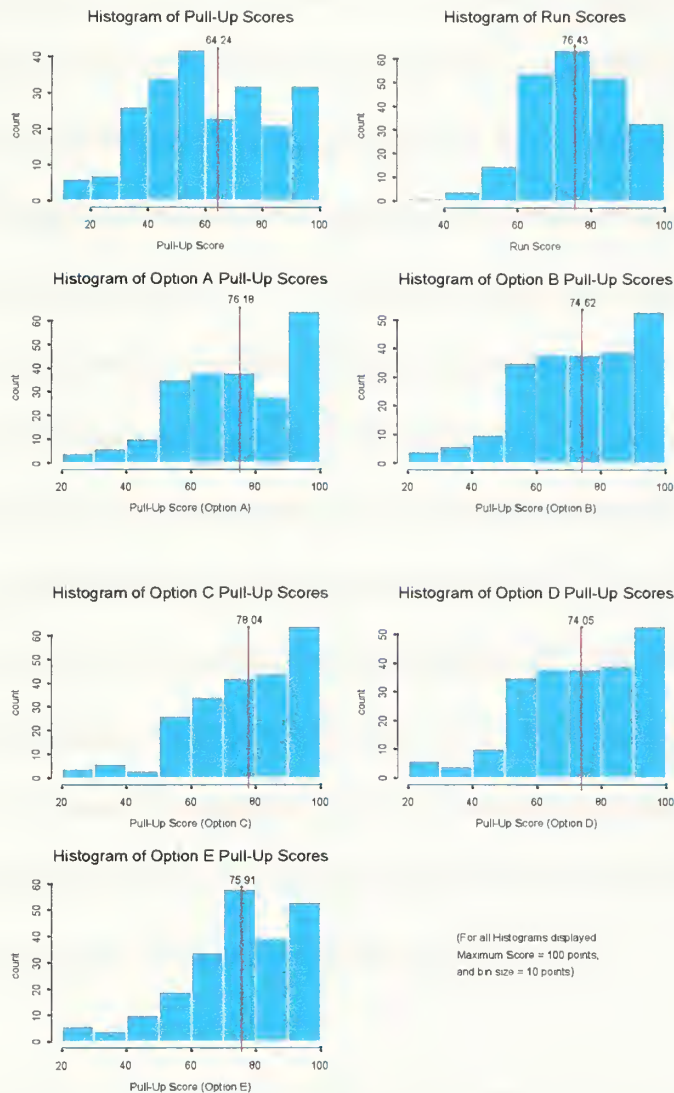 Histogram of Pull-Up Scores
64 24
count
0 10 20 30 40
20 40 60 80 100
Pull-Up Score
Histogram of Run Scores
76 43
count
0 10 20 30 40 50 60
40 60 80 100
Run Score
Histogram of Option A Pull-Up Scores
76 18
count
0 10 20 30 40 50 60
20 40 60 80 100
Pull-Up Score (Option A)
Histogram of Option B Pull-Up Scores
74 62
count
0 10 20 30 40 50
20 40 60 80 100
Pull-Up Score (Option B)
Histogram of Option C Pull-Up Scores
78 04
count
0 10 20 30 40 50 60
20 40 60 80 100
Pull-Up Score (Option C)
Histogram of Option D Pull-Up Scores
74 05
count
0 10 20 30 40 50
20 40 60 80 100
Pull-Up Score (Option D)
Histogram of Option E Pull-Up Scores
75 91
count
0 10 20 30 40 50 60
20 40 60 80 100
Pull-Up Score (Option E)
(For all Histograms displayed
Maximum Score = 100 points,
and bin size = 10 points)